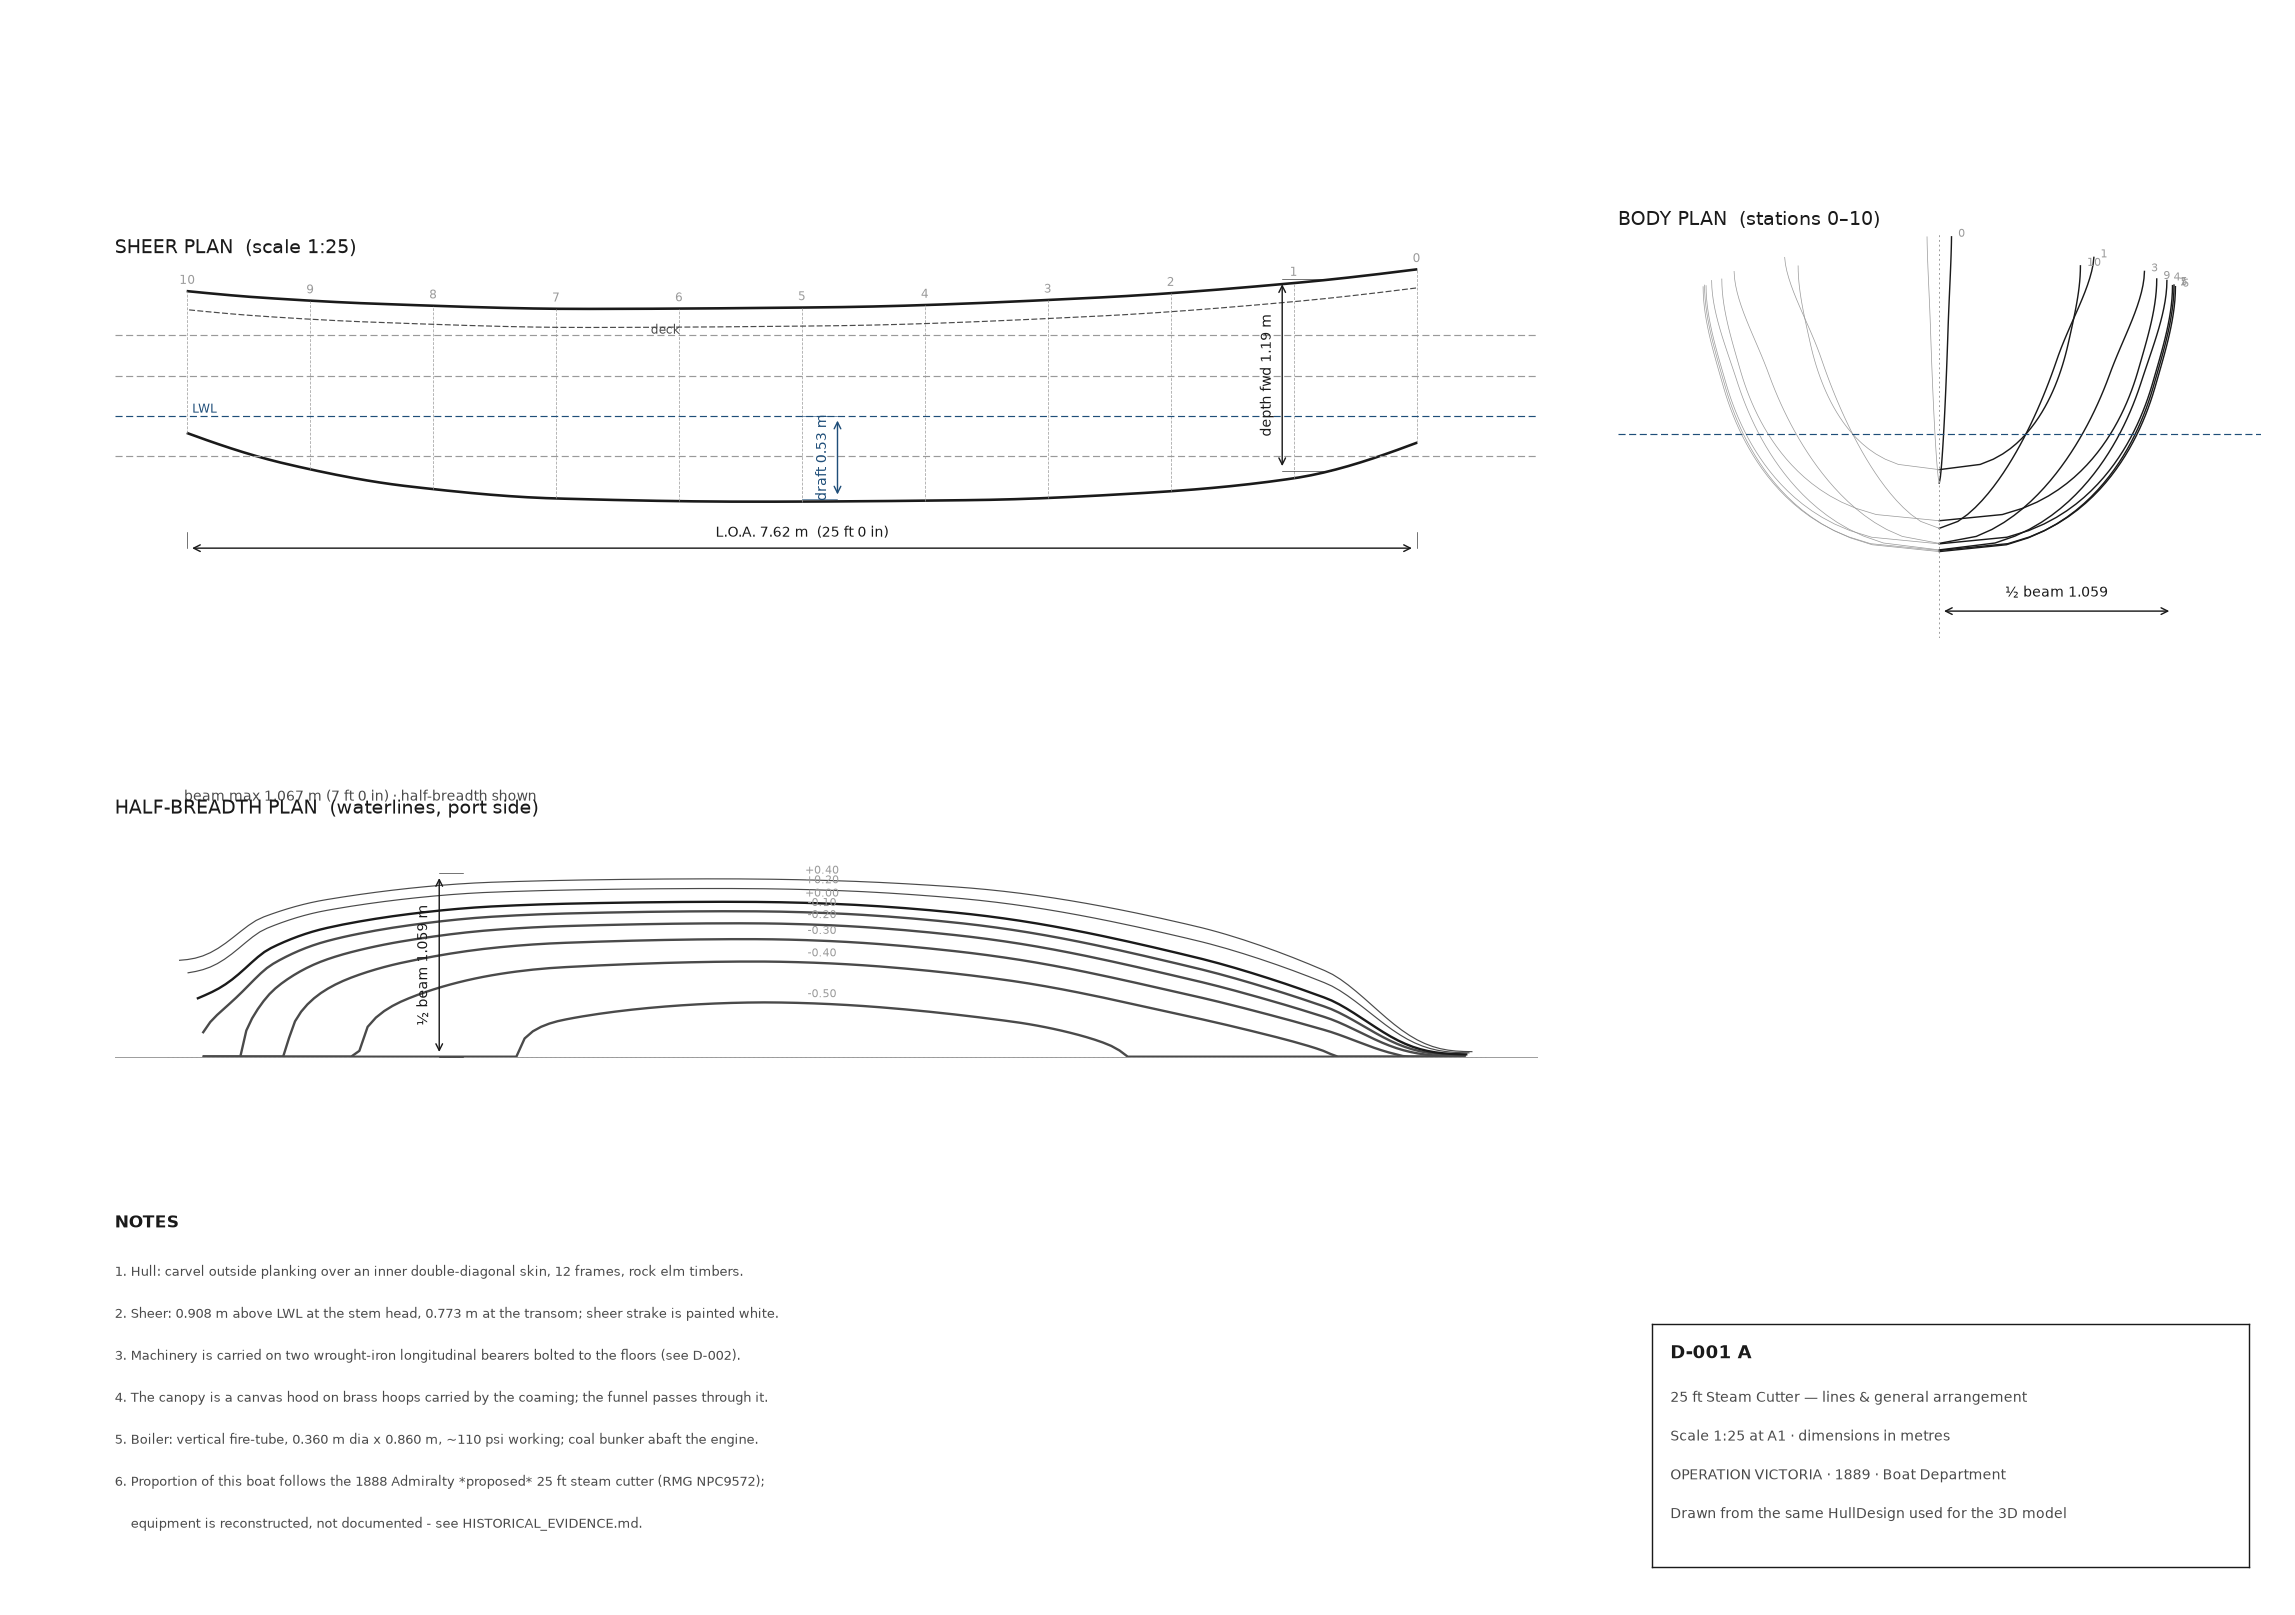 SHEER PLAN  (scale 1:25)
10
9
8
7
6
5
4
3
2
1
0
deck
LWL
draft 0.53 m
depth fwd 1.19 m
L.O.A. 7.62 m  (25 ft 0 in)
BODY PLAN  (stations 0–10)
0
1
10
3
9
4
6
½ beam 1.059
beam max 1.067 m (7 ft 0 in) · half-breadth shown
HALF-BREADTH PLAN  (waterlines, port side)
+0.40
+0.20
+0.00
-0.10
-0.20
-0.30
-0.40
-0.50
½ beam 1.059 m
NOTES
1. Hull: carvel outside planking over an inner double-diagonal skin, 12 frames, rock elm timbers.
2. Sheer: 0.908 m above LWL at the stem head, 0.773 m at the transom; sheer strake is painted white.
3. Machinery is carried on two wrought-iron longitudinal bearers bolted to the floors (see D-002).
4. The canopy is a canvas hood on brass hoops carried by the coaming; the funnel passes through it.
5. Boiler: vertical fire-tube, 0.360 m dia x 0.860 m, ~110 psi working; coal bunker abaft the engine.
6. Proportion of this boat follows the 1888 Admiralty *proposed* 25 ft steam cutter (RMG NPC9572);
equipment is reconstructed, not documented - see HISTORICAL_EVIDENCE.md.
D-001 A
25 ft Steam Cutter — lines & general arrangement
Scale 1:25 at A1 · dimensions in metres
OPERATION VICTORIA · 1889 · Boat Department
Drawn from the same HullDesign used for the 3D model